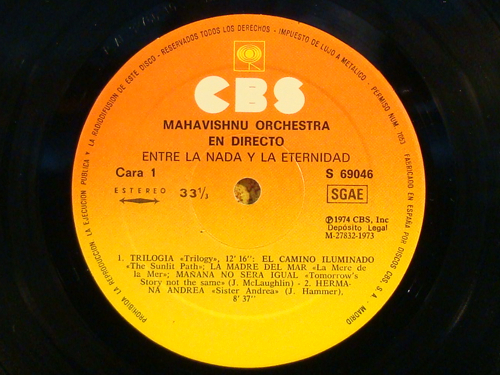 RESERVADOS TODOS LOS DERECHOS - IMPUESTO DE LUJO A METALICO - PERMISO NUM. 7053
CBS
MAHAVISHNU ORCHESTRA
EN DIRECTO
ENTRE LA NADA Y LA ETERNIDAD
Cara 1
S 69046
ESTEREO
33 1/3
SGAE
Ⓟ1974 CBS, Inc
Depósito Legal
M-27832-1973
1. TRILOGIA «Trilogy», 12' 16": EL CAMINO ILUMINADO
«The Sunlit Path»; LA MADRE DEL MAR «La Mere de
la Mer»; MAÑANA NO SERA IGUAL «Tomorrow's
Story not the same» (J. McLaughlin) - 2. HERMA-
NA ANDREA «Sister Andrea» (J. Hammer),
8' 37"
FABRICADO EN ESPAÑA POR DISCOS CBS, S. A. - MADRID
PROHIBIDA LA REPRODUCCION, LA EJECUCION PUBLICA Y LA RADIODIFUSION DE ESTE DISCO -